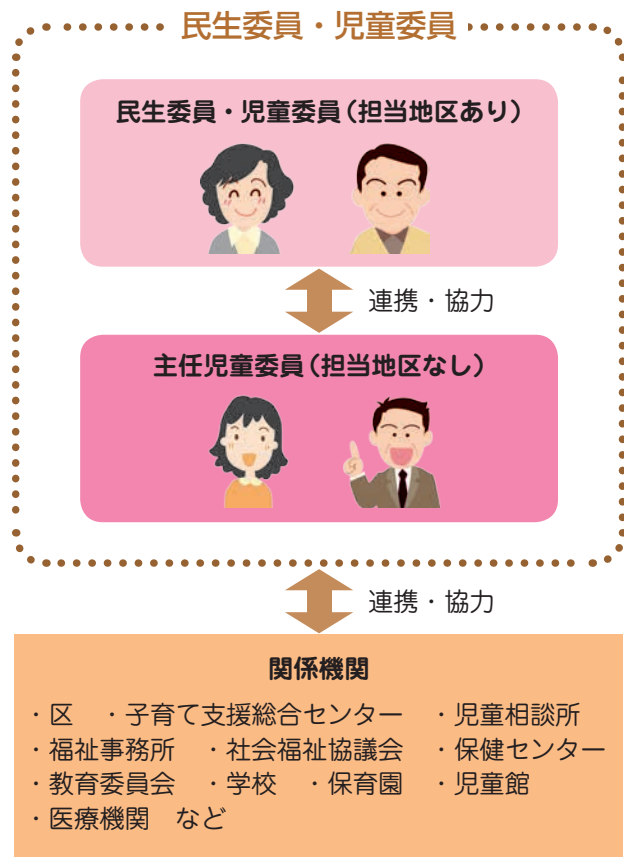 民生委員・児童委員
民生委員・児童委員(担当地区あり)
連携・協力
主任児童委員(担当地区なし)
連携・協力
関係機関
・区　・子育て支援総合センター　・児童相談所
・福祉事務所　・社会福祉協議会　・保健センター
・教育委員会　・学校　・保育園　・児童館
・医療機関　など